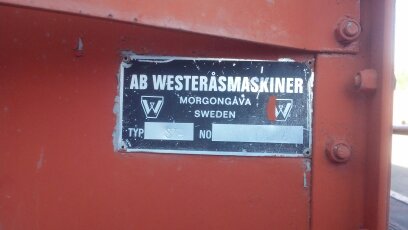 AB WESTERÅSMASKINER
MORGONGÅVA
W SWEDEN W
TYP NO